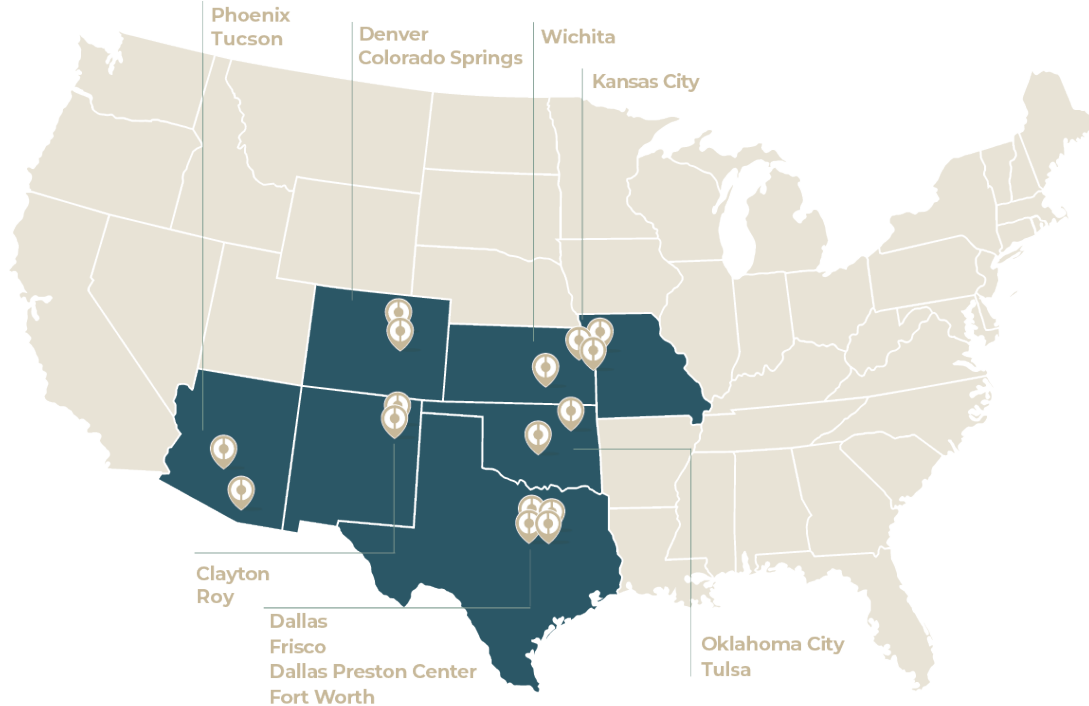 Phoenix
Tucson
Denver
Colorado Springs
Wichita
Kansas City
Clayton
Roy
Dallas
Frisco
Dallas Preston Center
Fort Worth
Oklahoma City
Tulsa